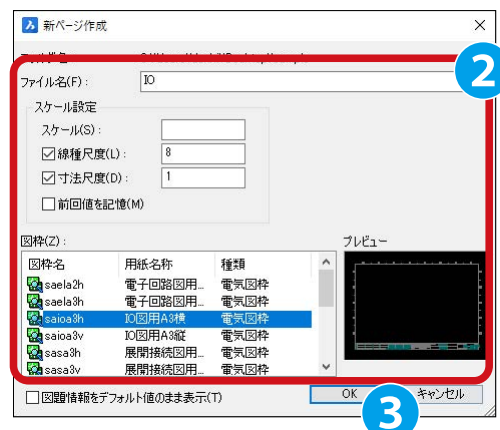 新ページ作成
2
ファイル名(F):
IO
スケール設定
スケール(S):
線種尺度(L):
8
寸法尺度(D):
1
前回値を記憶(M)
図枠(Z):
プレビュー
図枠名 用紙名称 種類
saela2h 電子回路図用... 電気図枠
saela3h 電子回路図用... 電気図枠
saioa3h IO図用A3横 電気図枠
saioa3v IO図用A3縦 電気図枠
sasa3h 展開接続図用... 電気図枠
sasa3v 展開接続図用... 電気図枠
図題情報をデフォルト値のまま表示(T)
OK
キャンセル
3